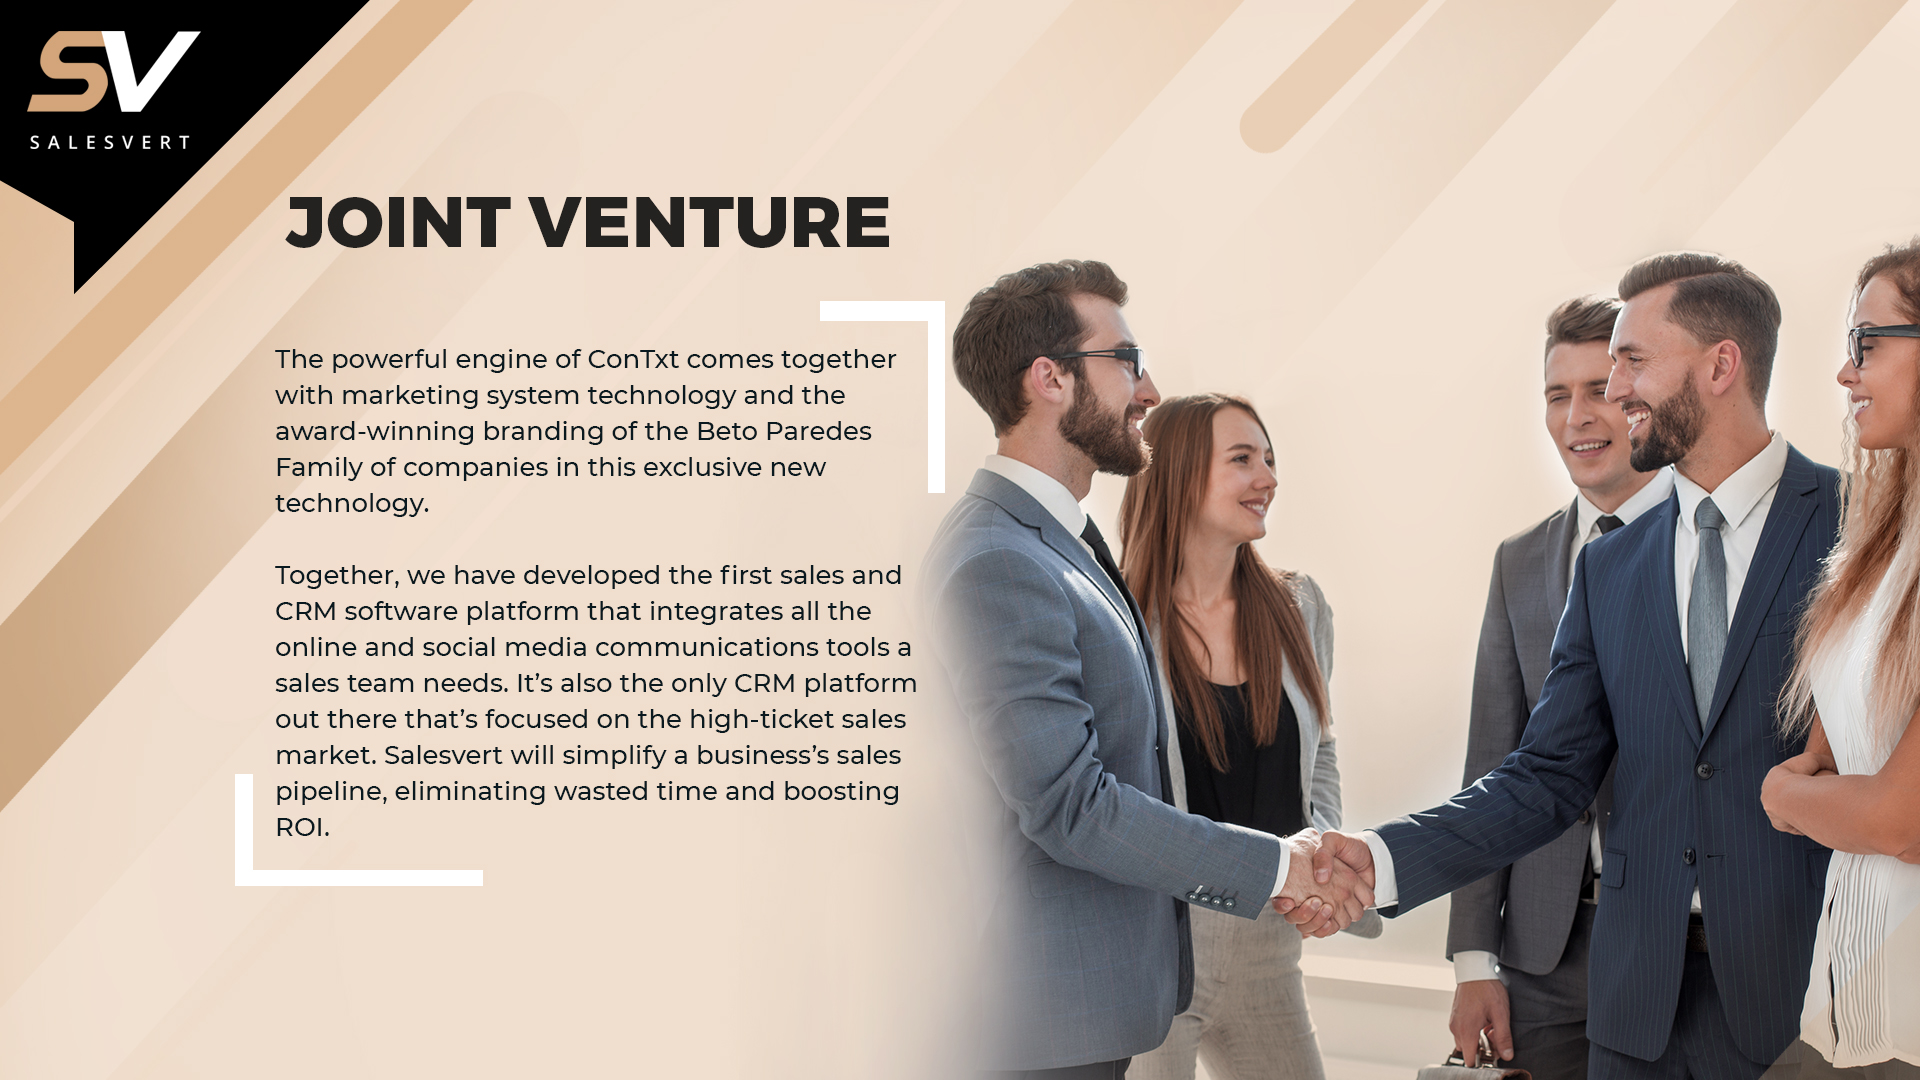 SV
SALESVERT
JOINT VENTURE
The powerful engine of ConTxt comes together
with marketing system technology and the
award-winning branding of the Beto Paredes
Family of companies in this exclusive new
technology.
Together, we have developed the first sales and
CRM software platform that integrates all the
online and social media communications tools a
sales team needs. It’s also the only CRM platform
out there that’s focused on the high-ticket sales
market. Salesvert will simplify a business’s sales
pipeline, eliminating wasted time and boosting
ROI.